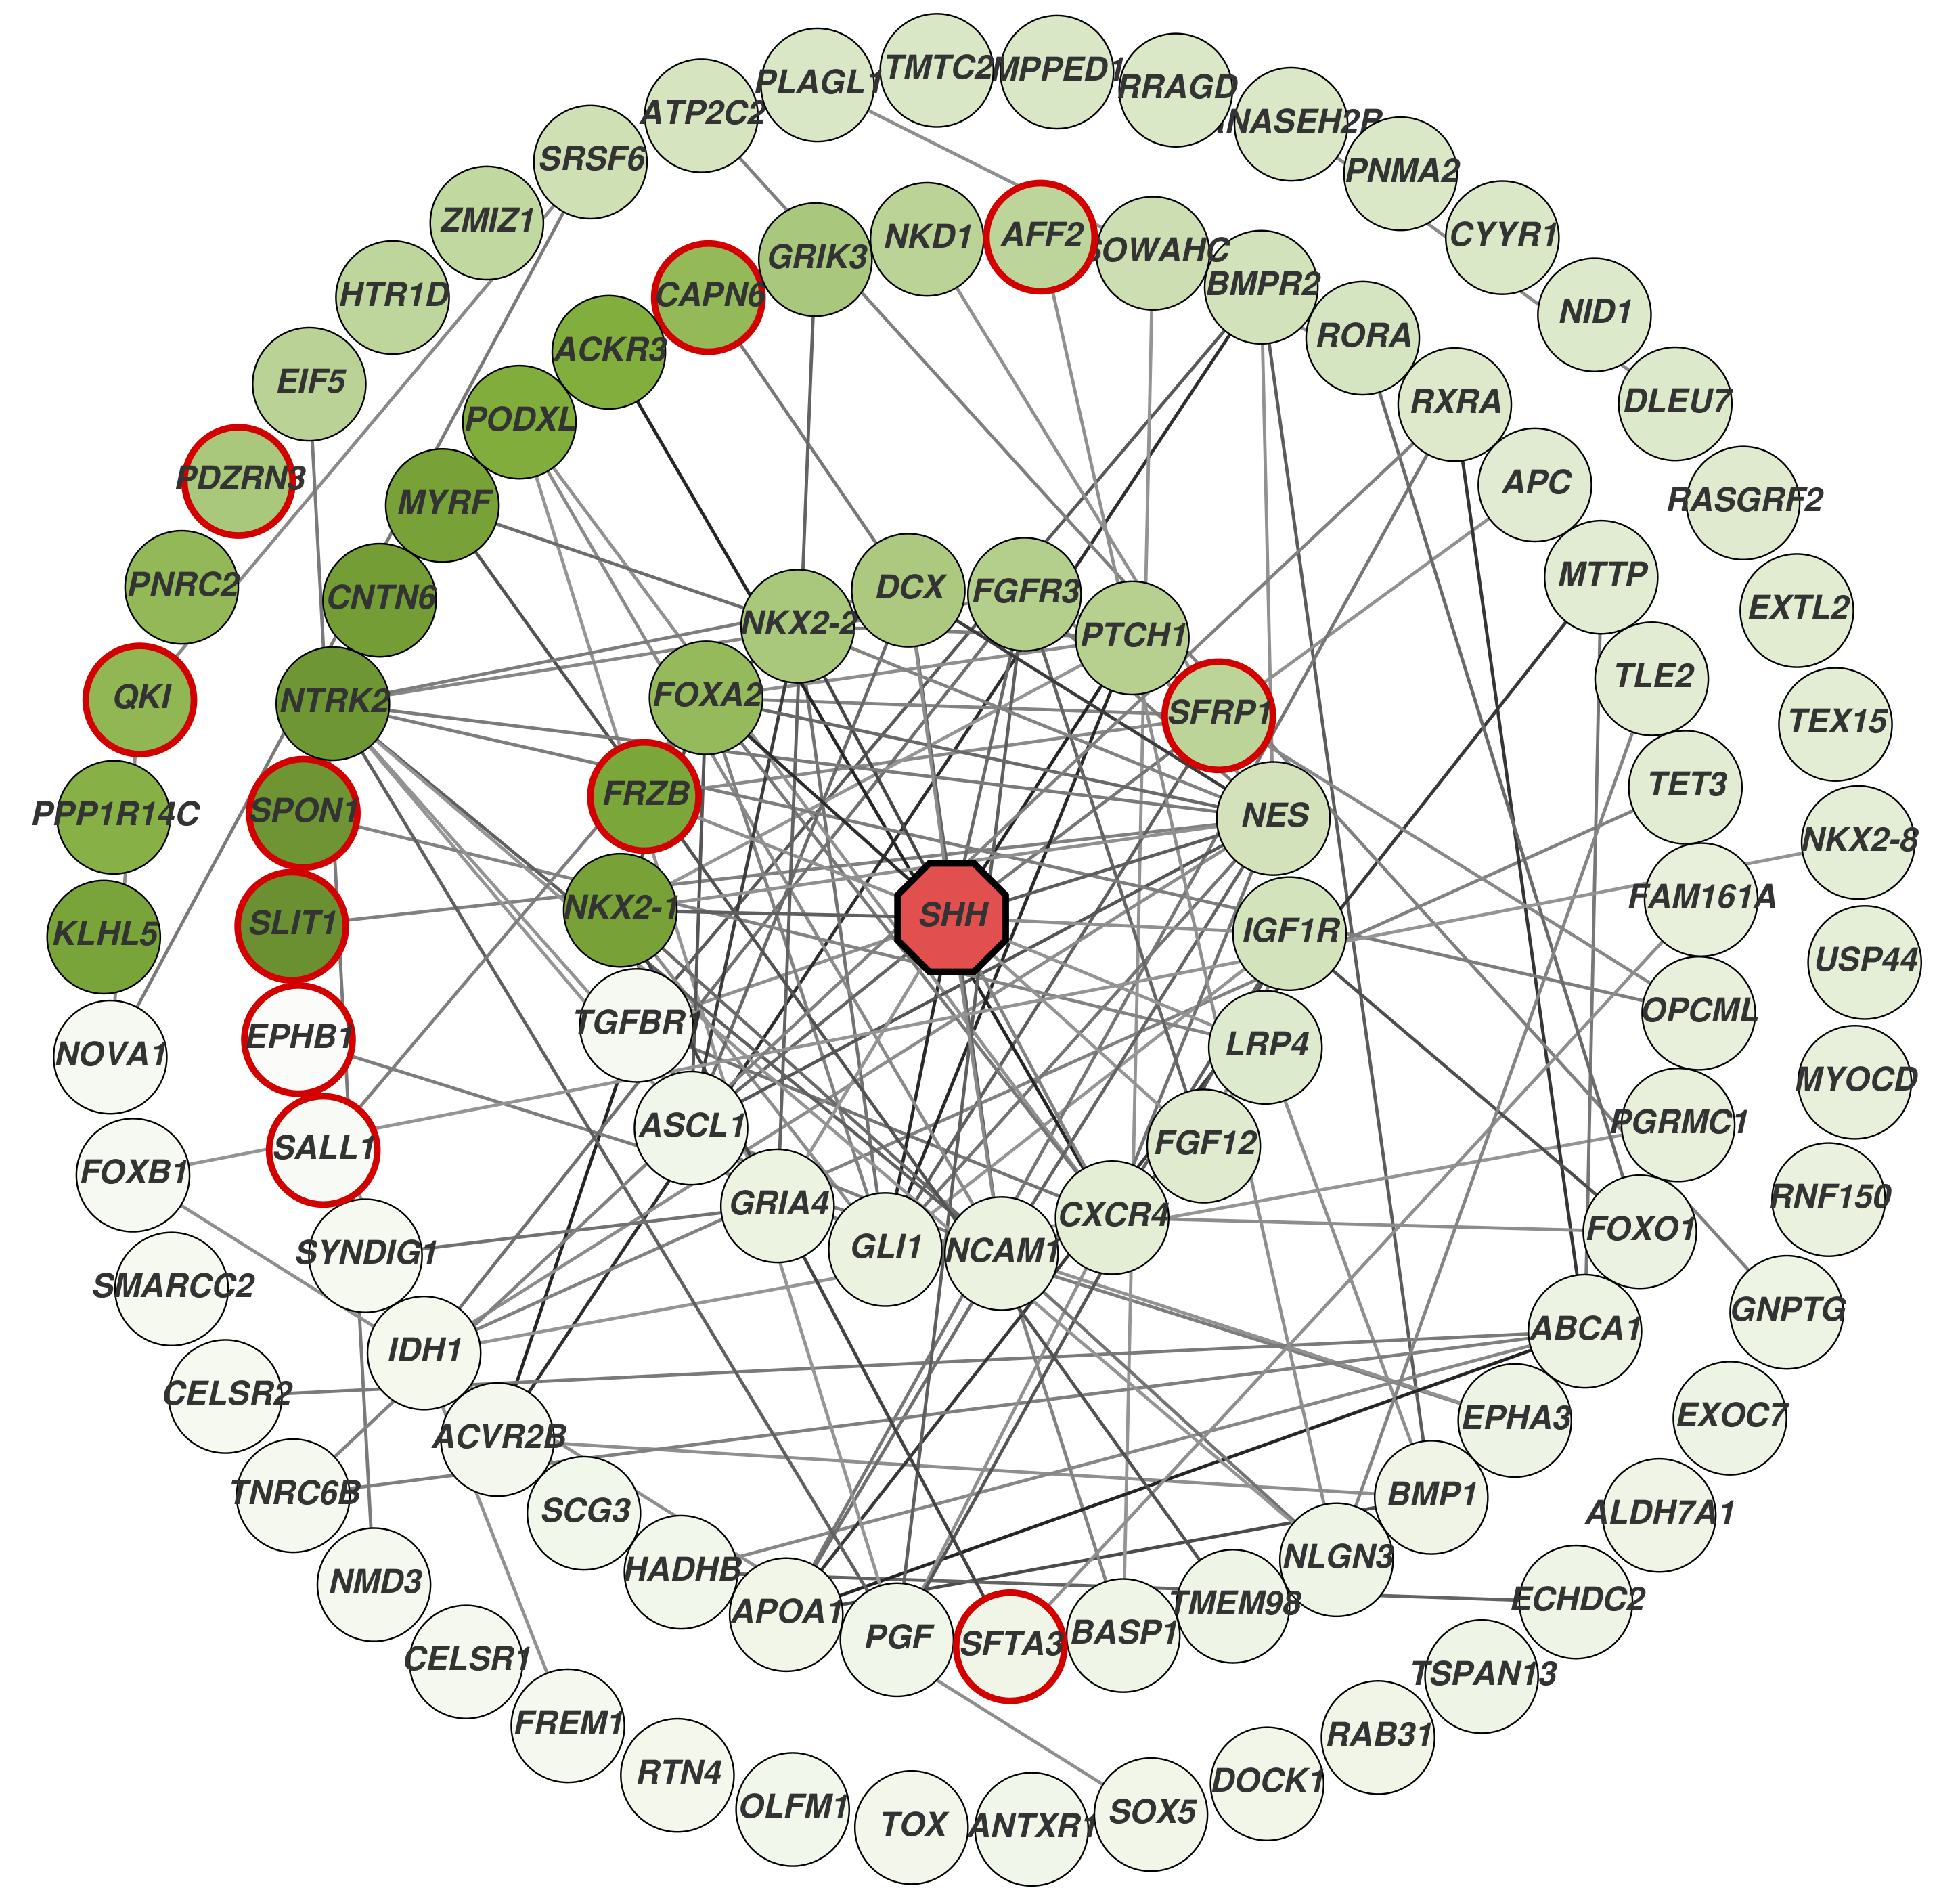 TMTC2
MPPED1
PLAGL1
RRAGD
ATP2C2
NASEH2B
SRSF6
PNMA2
ZMIZ1
GRIK3
NKD1
AFF2
SOWAHC
CYYR1
HTR1D
CAPN6
BMPR2
NID1
EIF5
ACKR3
RORA
DLEU7
PODXL
RXRA
PDZRN3
MYRF
APC
RASGRF2
PNRC2
CNTN6
DCX
FGFR3
MTTP
EXTL2
NKX2-2
PTCH1
QKI
NTRK2
FOXA2
SFRP1
TLE2
TEX15
PPP1R14C
SPON1
FRZB
NES
TET3
NKX2-8
KLHL5
SLIT1
NKX2-1
SHH
IGF1R
FAM161A
USP44
NOVA1
EPHB1
TGFBR1
LRP4
OPCML
MYOCD
FOXB1
SALL1
ASCL1
FGF12
PGRMC1
SMARCC2
SYNDIG1
GRIA4
GLI1
NCAM1
CXCR4
FOXO1
RNF150
CELSR2
IDH1
ABCA1
GNPTG
TNRC6B
ACVR2B
EPHA3
EXOC7
NMD3
SCG3
HADHB
APOA1
PGF
SFTA3
BASP1
TMEM98
NLGN3
BMP1
ALDH7A1
CELSR1
ECHDC2
FREM1
TSPAN13
RTN4
RAB31
OLFM1
TOX
ANTXR1
SOX5
DOCK1